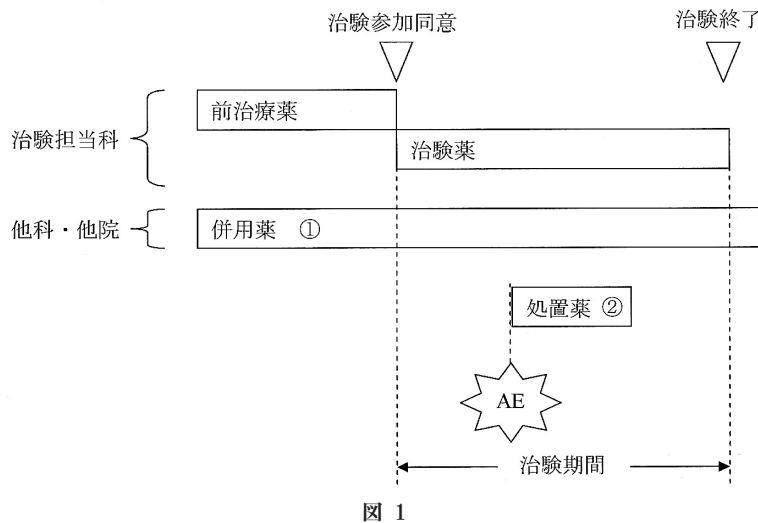 治験参加同意
治験終了
治験担当科
前治療薬
治験薬
他科・他院
併用薬 ①
処置薬 ②
AE
治験期間
図 1